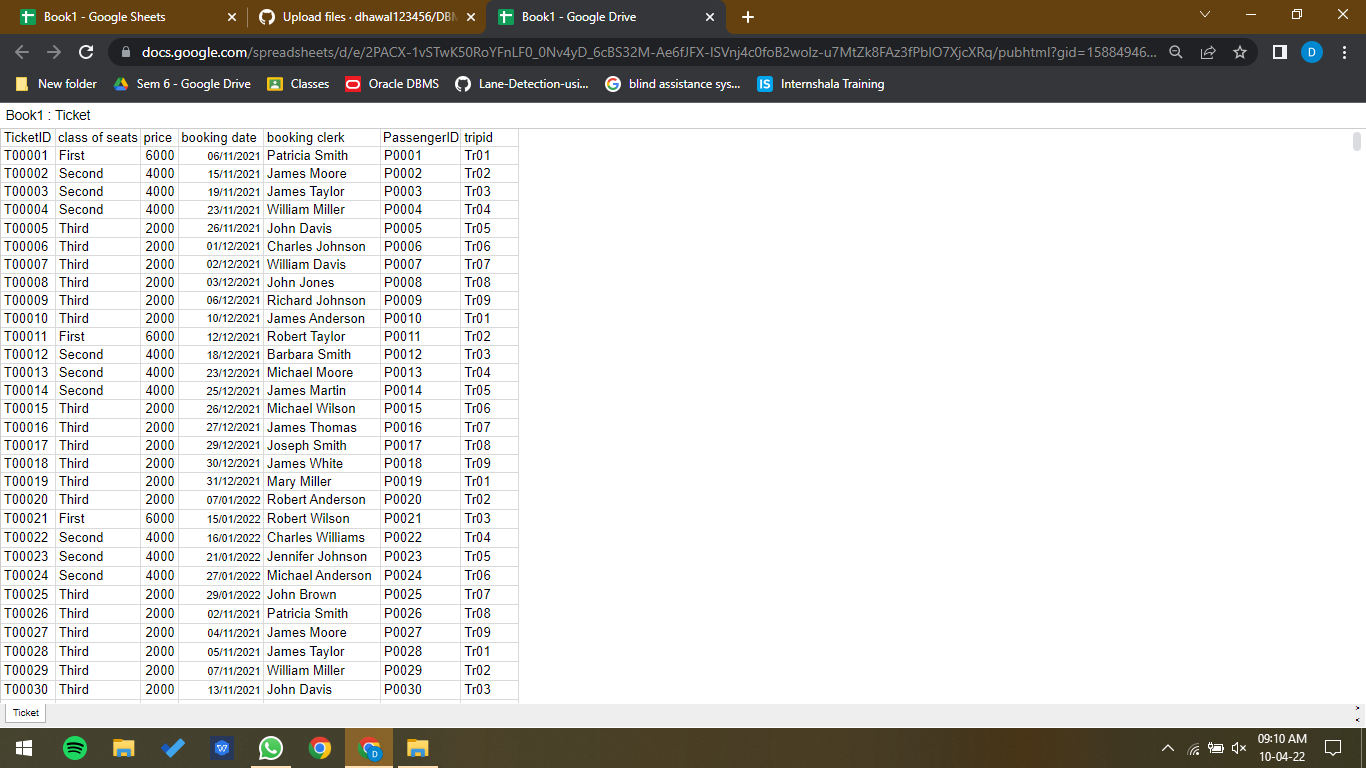 Book1 - Google Sheets
Upload files · dhawal123456/DBM
Book1 - Google Drive
docs.google.com/spreadsheets/d/e/2PACX-1vSTwK50RoYFnLF0_0Nv4yD_6cBS32M-Ae6fJFX-ISVnj4c0foB2wolz-u7MtZk8FAz3fPblO7XjcXRq/pubhtml?gid=15884946...
D
New folder
Sem 6 - Google Drive
Classes
Oracle DBMS
Lane-Detection-usi...
blind assistance sys...
IS Internshala Training
Book1 : Ticket
TicketID class of seats price booking date booking clerk PassengerID tripid
T00001 First 6000 06/11/2021 Patricia Smith P0001 Tr01
T00002 Second 4000 15/11/2021 James Moore P0002 Tr02
T00003 Second 4000 19/11/2021 James Taylor P0003 Tr03
T00004 Second 4000 23/11/2021 William Miller P0004 Tr04
T00005 Third 2000 26/11/2021 John Davis P0005 Tr05
T00006 Third 2000 01/12/2021 Charles Johnson P0006 Tr06
T00007 Third 2000 02/12/2021 William Davis P0007 Tr07
T00008 Third 2000 03/12/2021 John Jones P0008 Tr08
T00009 Third 2000 06/12/2021 Richard Johnson P0009 Tr09
T00010 Third 2000 10/12/2021 James Anderson P0010 Tr01
T00011 First 6000 12/12/2021 Robert Taylor P0011 Tr02
T00012 Second 4000 18/12/2021 Barbara Smith P0012 Tr03
T00013 Second 4000 23/12/2021 Michael Moore P0013 Tr04
T00014 Second 4000 25/12/2021 James Martin P0014 Tr05
T00015 Third 2000 26/12/2021 Michael Wilson P0015 Tr06
T00016 Third 2000 27/12/2021 James Thomas P0016 Tr07
T00017 Third 2000 29/12/2021 Joseph Smith P0017 Tr08
T00018 Third 2000 30/12/2021 James White P0018 Tr09
T00019 Third 2000 31/12/2021 Mary Miller P0019 Tr01
T00020 Third 2000 07/01/2022 Robert Anderson P0020 Tr02
T00021 First 6000 15/01/2022 Robert Wilson P0021 Tr03
T00022 Second 4000 16/01/2022 Charles Williams P0022 Tr04
T00023 Second 4000 21/01/2022 Jennifer Johnson P0023 Tr05
T00024 Second 4000 27/01/2022 Michael Anderson P0024 Tr06
T00025 Third 2000 29/01/2022 John Brown P0025 Tr07
T00026 Third 2000 02/11/2021 Patricia Smith P0026 Tr08
T00027 Third 2000 04/11/2021 James Moore P0027 Tr09
T00028 Third 2000 05/11/2021 James Taylor P0028 Tr01
T00029 Third 2000 07/11/2021 William Miller P0029 Tr02
T00030 Third 2000 13/11/2021 John Davis P0030 Tr03
Ticket
D
09:10 AM
10-04-22